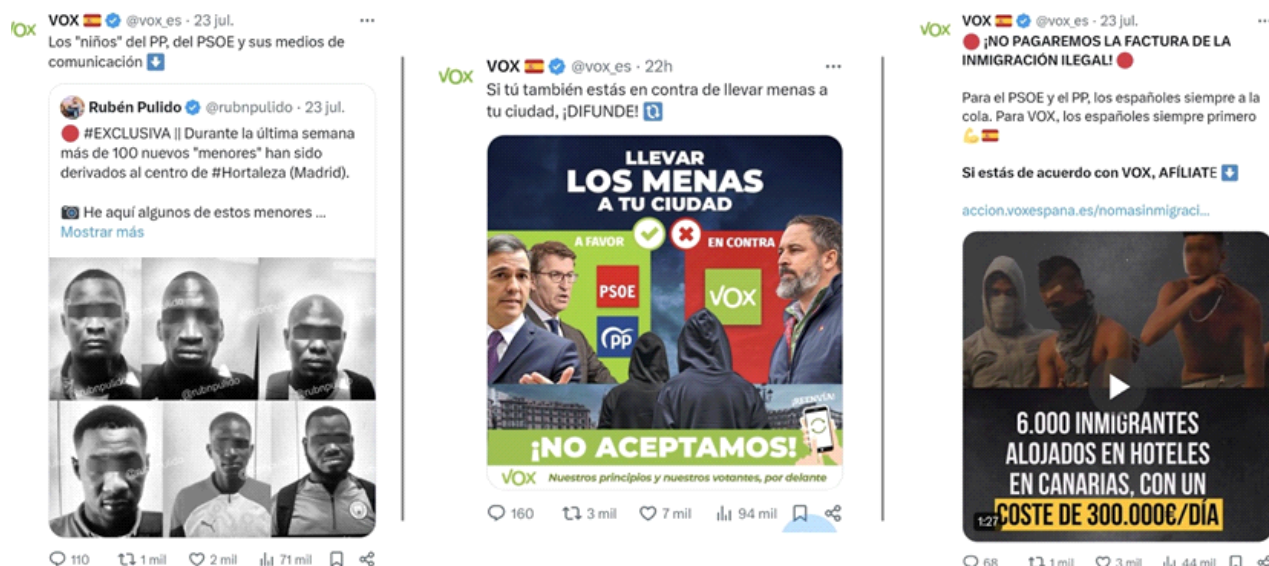 VOX 🇪🇸 @vox_es · 23 jul.
Los "niños" del PP, del PSOE y sus medios de
comunicación ⬇️
Rubén Pulido @rubnpulido · 23 jul.
🔴 #EXCLUSIVA || Durante la última semana
más de 100 nuevos "menores" han sido
derivados al centro de #Hortaleza (Madrid).
📷 He aquí algunos de estos menores ...
Mostrar más
@rubnpulido
@rubnpulido
110 1 mil 2 mil 71 mil
VOX
VOX 🇪🇸 @vox_es · 22h
Si tú también estás en contra de llevar menas a
tu ciudad, ¡DIFUNDE! 🔃
LLEVAR
LOS MENAS
A TU CIUDAD
A FAVOR
EN CONTRA
PSOE
VOX
PP
¡REENVÍA!
¡NO ACEPTAMOS!
VOX Nuestros principios y nuestros votantes, por delante
160 3 mil 7 mil 94 mil
VOX
VOX 🇪🇸 @vox_es · 23 jul.
🔴 ¡NO PAGAREMOS LA FACTURA DE LA
INMIGRACIÓN ILEGAL! 🔴
Para el PSOE y el PP, los españoles siempre a la
cola. Para VOX, los españoles siempre primero
💪🇪🇸
Si estás de acuerdo con VOX, AFÍLIATE ⬇️
accion.voxespana.es/nomasinmigraci...
6.000 INMIGRANTES
ALOJADOS EN HOTELES
EN CANARIAS, CON UN
COSTE DE 300.000€/DÍA
1:27
68 1 mil 3 mil 44 mil